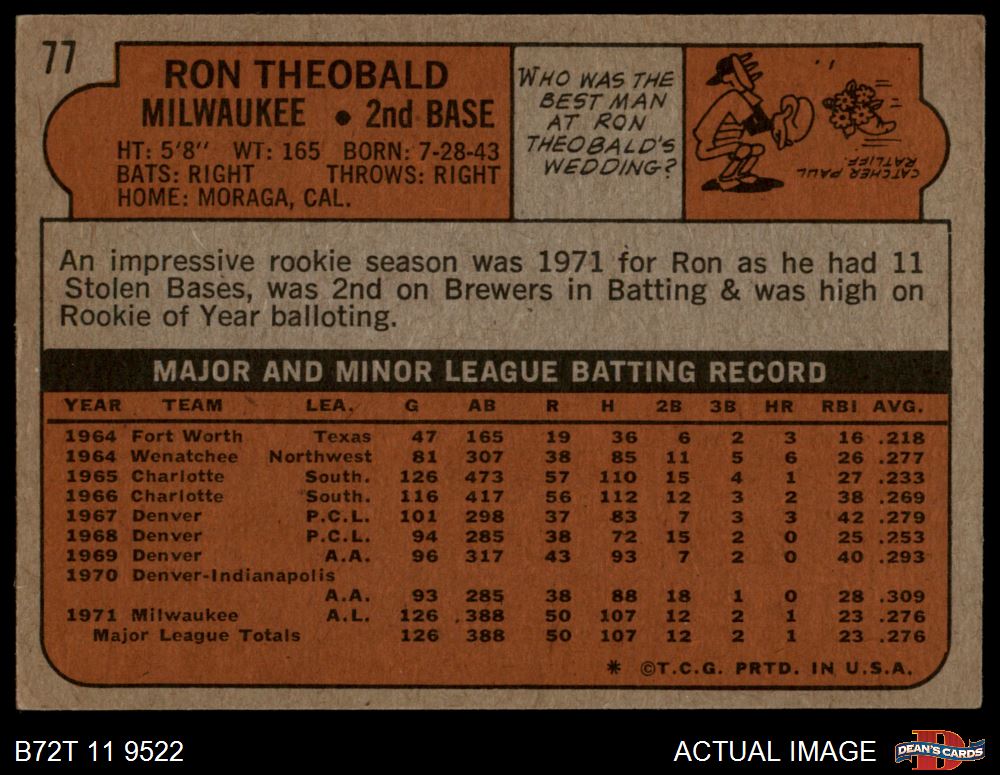 77
RON THEOBALD
MILWAUKEE • 2nd BASE
HT: 5'8" WT: 165 BORN: 7-28-43
BATS: RIGHT THROWS: RIGHT
HOME: MORAGA, CAL.
WHO WAS THE
BEST MAN
AT RON
THEOBALD'S
WEDDING?
CATCHER PAUL
RATLIFF.
An impressive rookie season was 1971 for Ron as he had 11
Stolen Bases, was 2nd on Brewers in Batting & was high on
Rookie of Year balloting.
MAJOR AND MINOR LEAGUE BATTING RECORD
YEAR TEAM LEA. G AB R H 2B 3B HR RBI AVG.
1964 Fort Worth Texas 47 165 19 36 6 2 3 16 .218
1964 Wenatchee Northwest 81 307 38 85 11 5 6 26 .277
1965 Charlotte South. 126 473 57 110 15 4 1 27 .233
1966 Charlotte South. 116 417 56 112 12 3 2 38 .269
1967 Denver P.C.L. 101 298 37 83 7 3 3 42 .279
1968 Denver P.C.L. 94 285 38 72 15 2 0 25 .253
1969 Denver A.A. 96 317 43 93 7 2 0 40 .293
1970 Denver-Indianapolis
A.A. 93 285 38 88 18 1 0 28 .309
1971 Milwaukee A.L. 126 388 50 107 12 2 1 23 .276
Major League Totals 126 388 50 107 12 2 1 23 .276
* ©T.C.G. PRTD. IN U.S.A.
B72T 11 9522
ACTUAL IMAGE
DEAN'S CARDS